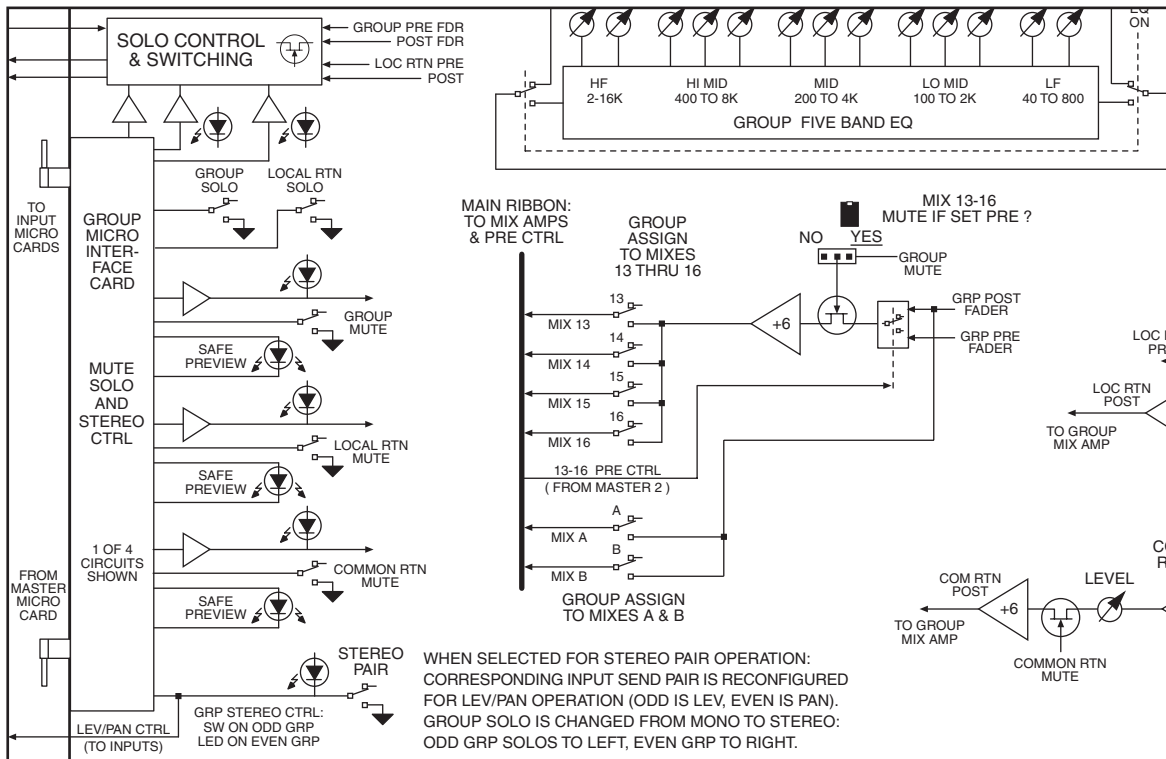 SOLO CONTROL
& SWITCHING
GROUP PRE FDR
POST FDR
LOC RTN PRE
POST
EQ
ON
HF
2-16K
HI MID
400 TO 8K
MID
200 TO 4K
LO MID
100 TO 2K
LF
40 TO 800
GROUP FIVE BAND EQ
TO
INPUT
MICRO
CARDS
GROUP
MICRO
INTER-
FACE
CARD
MUTE
SOLO
AND
STEREO
CTRL
1 OF 4
CIRCUITS
SHOWN
FROM
MASTER
MICRO
CARD
GROUP
SOLO
LOCAL RTN
SOLO
GROUP
MUTE
SAFE
PREVIEW
LOCAL RTN
MUTE
SAFE
PREVIEW
COMMON RTN
MUTE
SAFE
PREVIEW
STEREO
PAIR
LEV/PAN CTRL
(TO INPUTS)
GRP STEREO CTRL:
SW ON ODD GRP
LED ON EVEN GRP
MAIN RIBBON:
TO MIX AMPS
& PRE CTRL
GROUP
ASSIGN
TO MIXES
13 THRU 16
MIX 13-16
MUTE IF SET PRE ?
NO
YES
GROUP
MUTE
GRP POST
FADER
GRP PRE
FADER
+6
13
MIX 13
14
MIX 14
15
MIX 15
16
MIX 16
13-16 PRE CTRL
( FROM MASTER 2 )
A
MIX A
B
MIX B
GROUP ASSIGN
TO MIXES A & B
LOC
PR
LOC RTN
POST
TO GROUP
MIX AMP
CO
R
COM RTN
POST
+6
LEVEL
TO GROUP
MIX AMP
COMMON RTN
MUTE
WHEN SELECTED FOR STEREO PAIR OPERATION:
CORRESPONDING INPUT SEND PAIR IS RECONFIGURED
FOR LEV/PAN OPERATION (ODD IS LEV, EVEN IS PAN).
GROUP SOLO IS CHANGED FROM MONO TO STEREO:
ODD GRP SOLOS TO LEFT, EVEN GRP TO RIGHT.